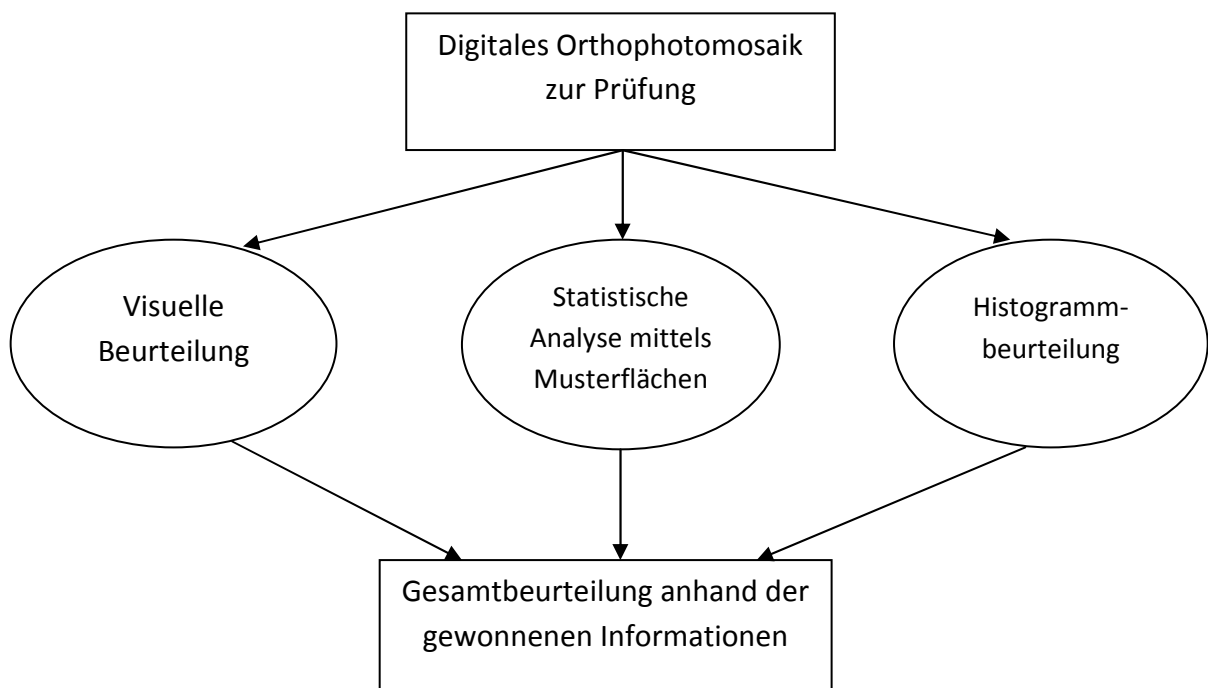 Digitales Orthophotomosaik
zur Prüfung
Visuelle
Beurteilung
Statistische
Analyse mittels
Musterflächen
Histogramm-
beurteilung
Gesamtbeurteilung anhand der
gewonnenen Informationen